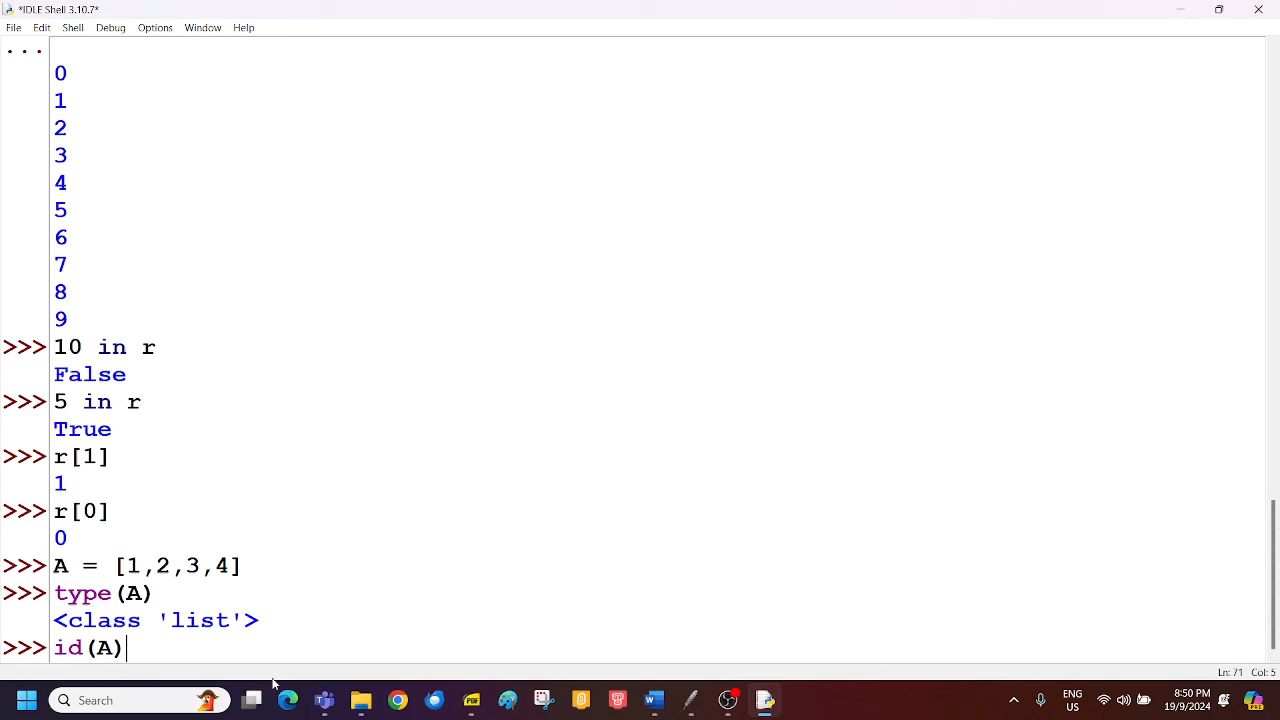 *IDLE Shell 3.10.7*
File Edit Shell Debug Options Window Help
...
0
1
2
3
4
5
6
7
8
9
>>> 10 in r
False
>>> 5 in r
True
>>> r[1]
1
>>> r[0]
0
>>> A = [1,2,3,4]
>>> type(A)
<class 'list'>
>>> id(A)
Ln: 71 Col: 5
Search
PDF
ENG
US
8:50 PM
19/9/2024